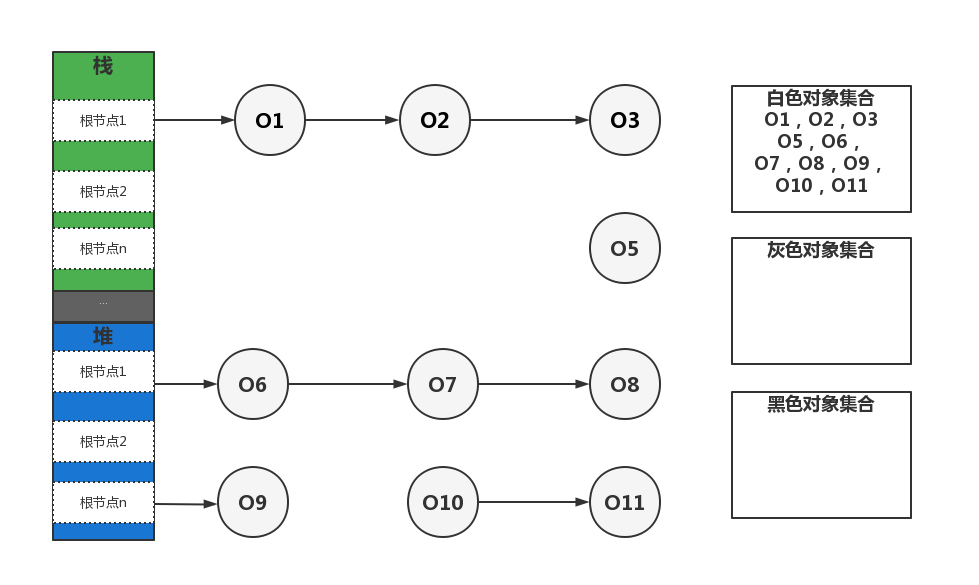 栈
根节点1
根节点2
根节点n
...
堆
根节点1
根节点2
根节点n
O1
O2
O3
O5
O6
O7
O8
O9
O10
O11
白色对象集合
O1，O2，O3
O5，O6，
O7，O8，O9，
O10，O11
灰色对象集合
黑色对象集合